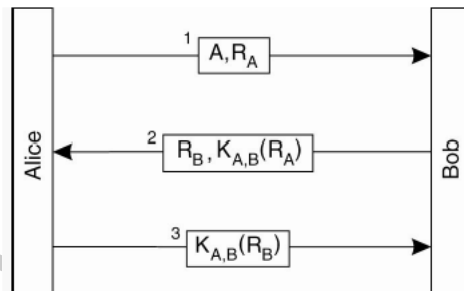 Alice
1 A,R_A
2 R_B,K_A,B(R_A)
3 K_A,B(R_B)
Bob